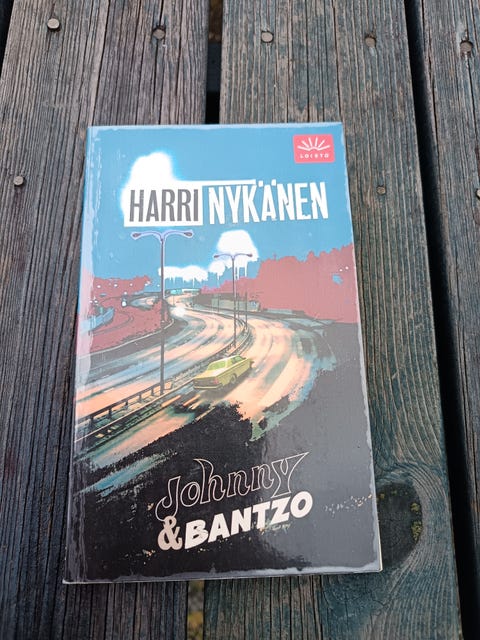 LOISTO
HARRI NYKÄNEN
Johnny
& BANTZO